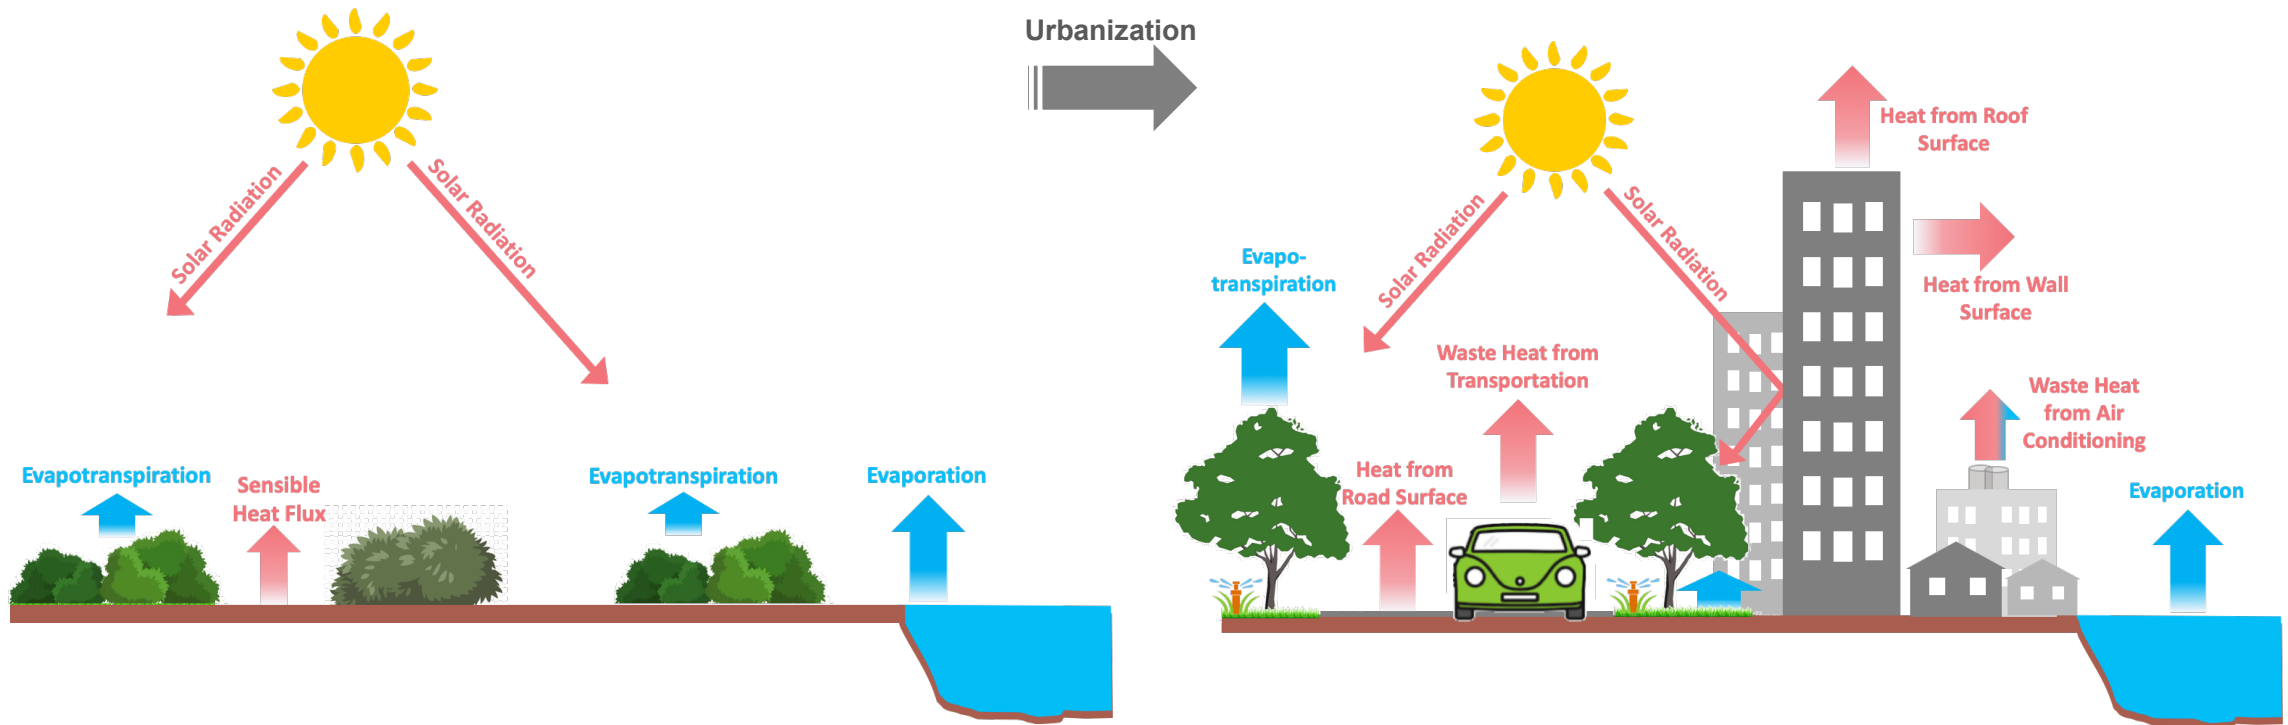 Urbanization
Solar Radiation
Solar Radiation
Evapotranspiration
Sensible
Heat Flux
Evapotranspiration
Evaporation
Solar Radiation
Solar Radiation
Heat from Roof
Surface
Evapo-
transpiration
Heat from Wall
Surface
Waste Heat from
Transportation
Waste Heat
from Air
Conditioning
Heat from
Road Surface
Evaporation